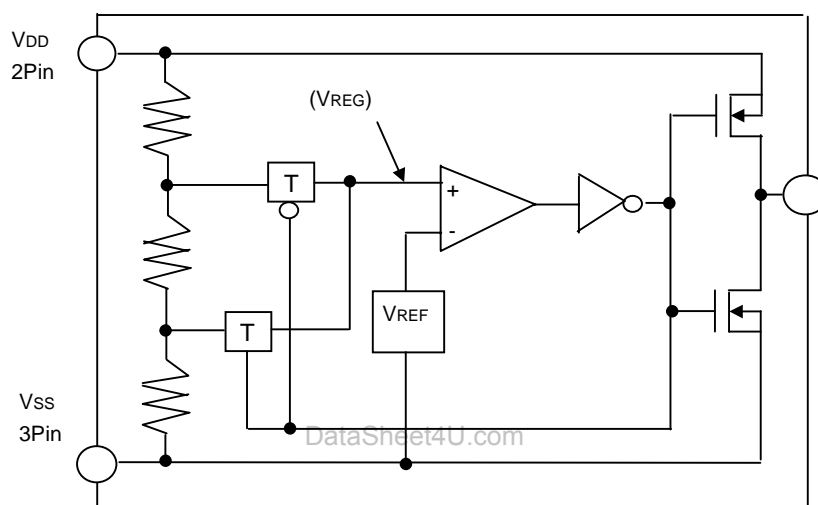 VDD
2Pin
(VREG)
T
+
-
T
VREF
VSS
3Pin
DataSheet4U.com